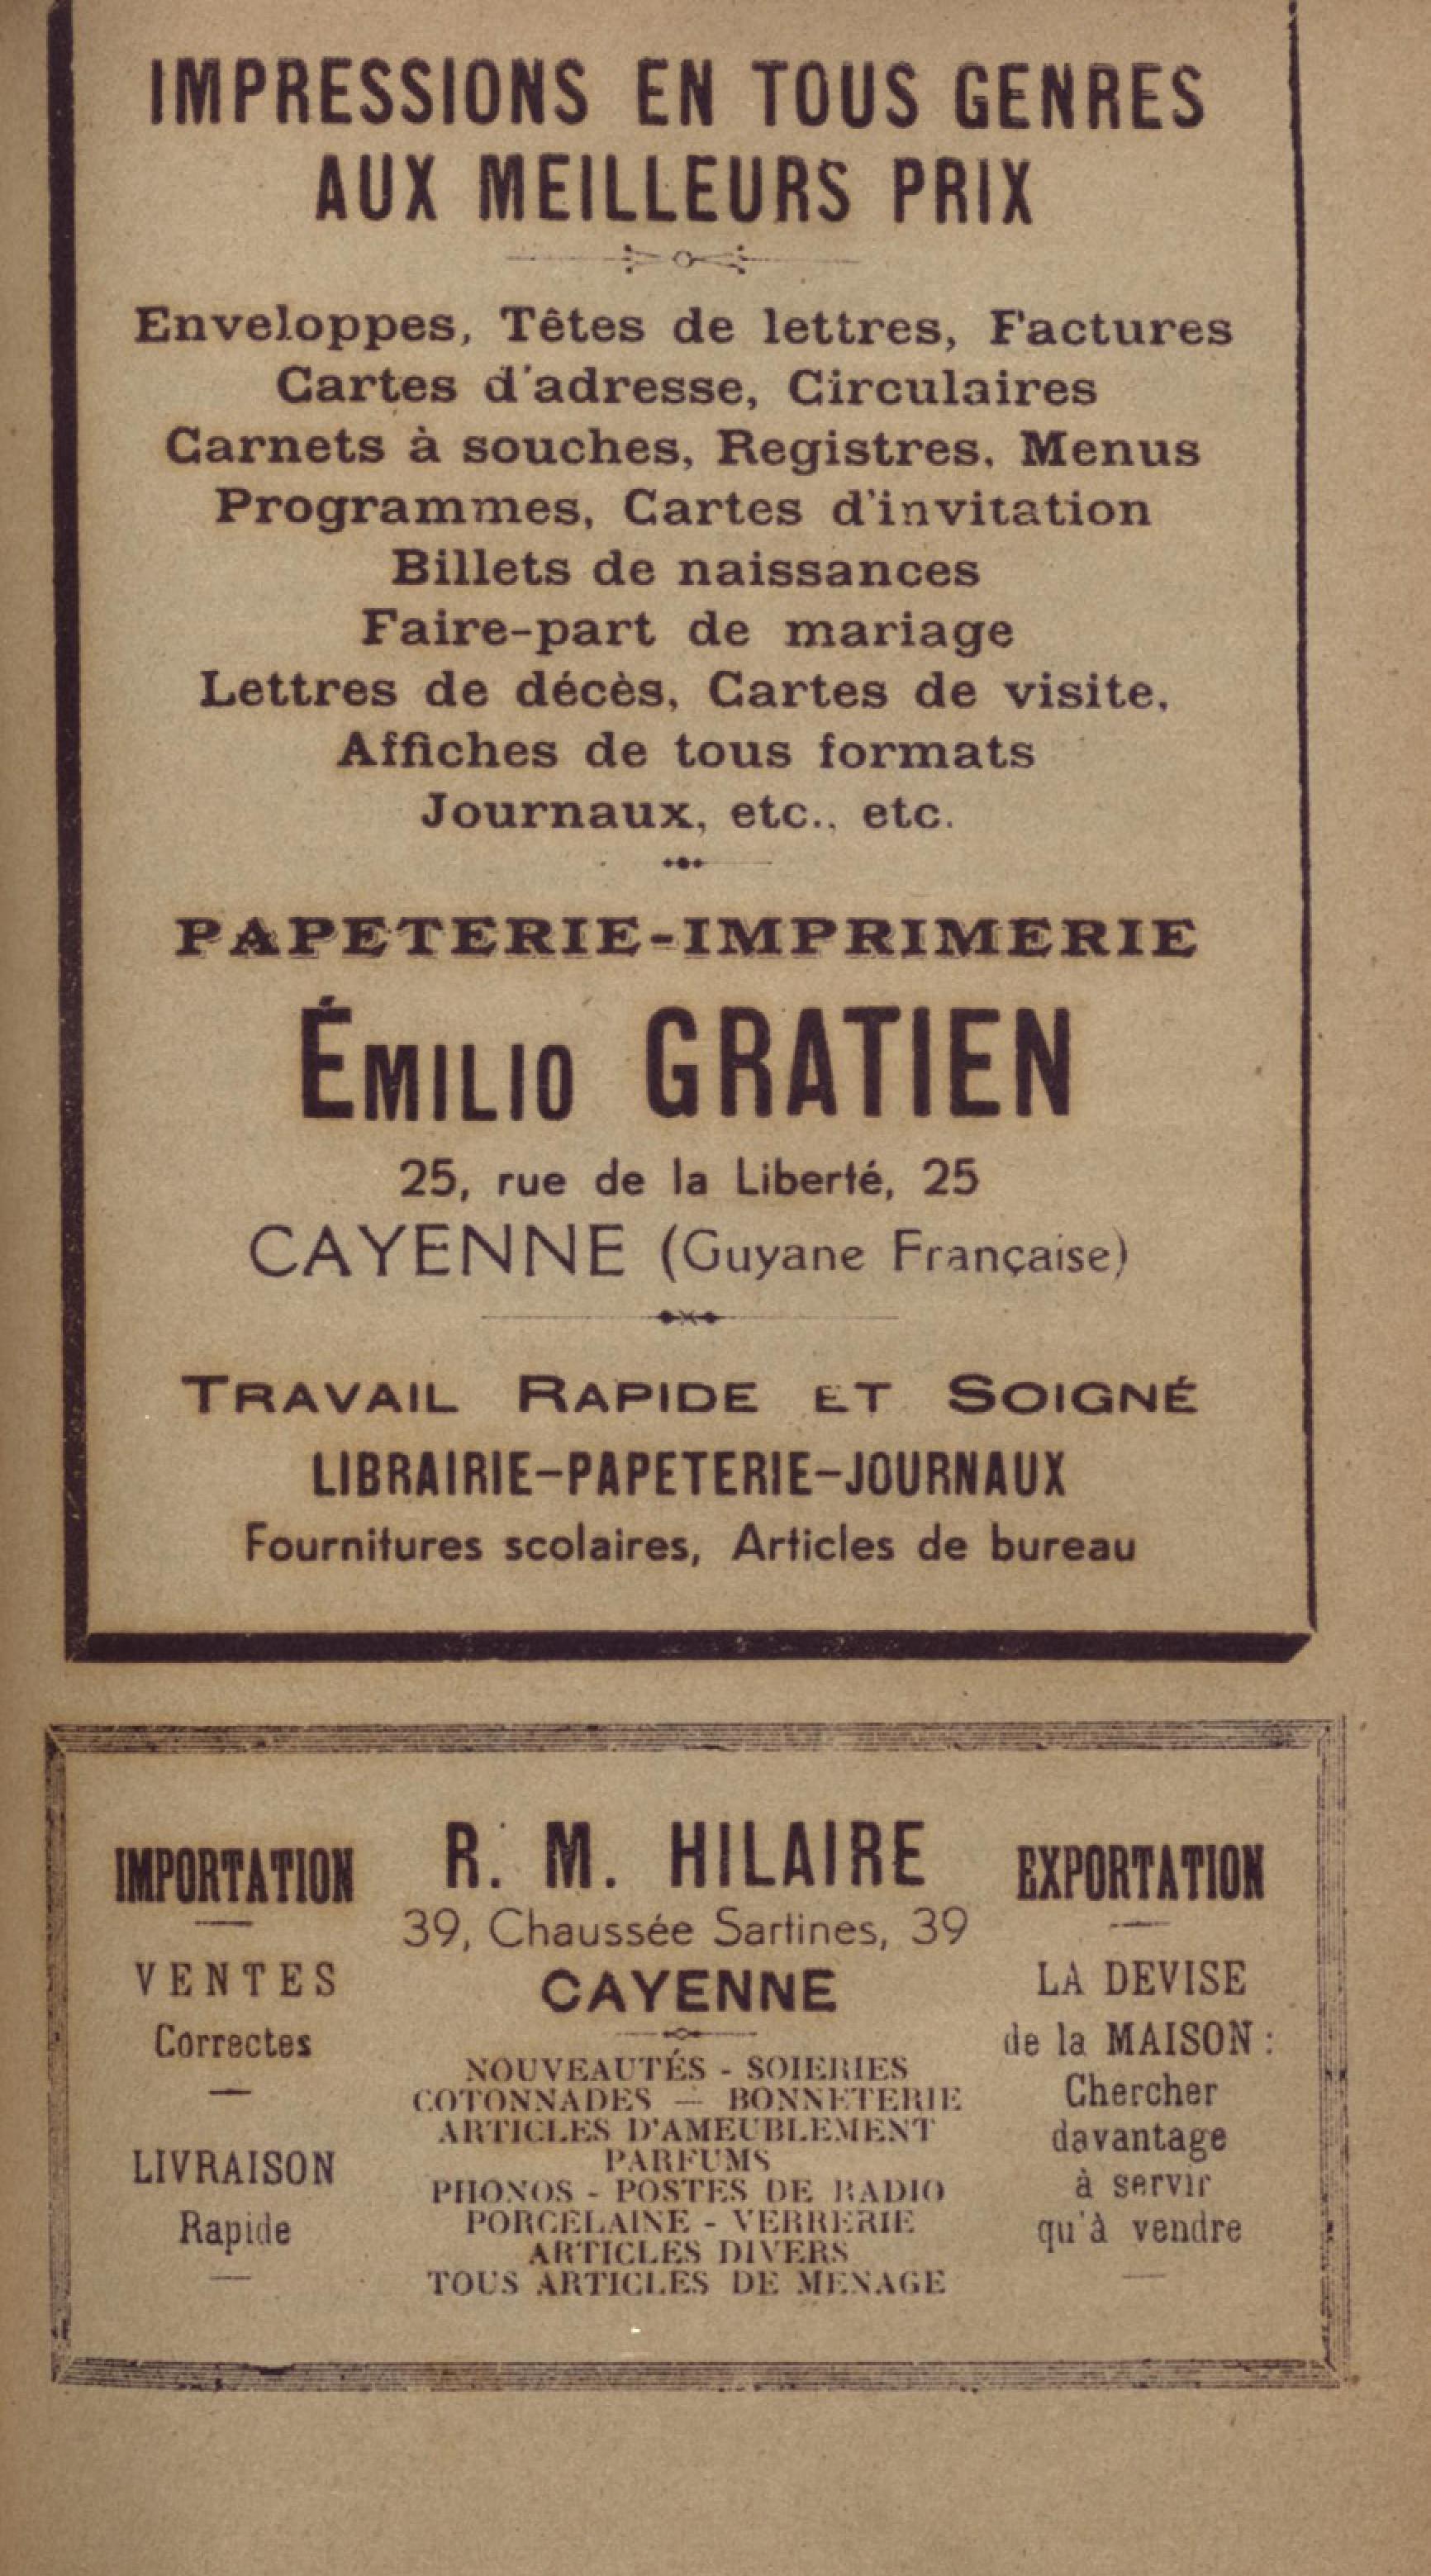 IMPRESSIONS EN TOUS GENRES
AUX MEILLEURS PRIX
Enveloppes, Têtes de lettres, Factures
Cartes d'adresse, Circulaires
Carnets à souches, Registres, Menus
Programmes, Cartes d'invitation
Billets de naissances
Faire-part de mariage
Lettres de décès, Cartes de visite,
Affiches de tous formats
Journaux, etc., etc.
PAPETERIE-IMPRIMERIE
ÉMILIO GRATIEN
25, rue de la Liberté, 25
CAYENNE (Guyane Française)
TRAVAIL RAPIDE ET SOIGNÉ
LIBRAIRIE-PAPETERIE-JOURNAUX
Fournitures scolaires, Articles de bureau
IMPORTATION
VENTES
Correctes
LIVRAISON
Rapide
R. M. HILAIRE
39, Chaussée Sartines, 39
CAYENNE
NOUVEAUTÉS - SOIERIES
COTONNADES — BONNETERIE
ARTICLES D'AMEUBLEMENT
PARFUMS
PHONOS - POSTES DE RADIO
PORCELAINE - VERRERIE
ARTICLES DIVERS
TOUS ARTICLES DE MENAGE
EXPORTATION
LA DEVISE
de la MAISON :
Chercher
davantage
à servir
qu'à vendre